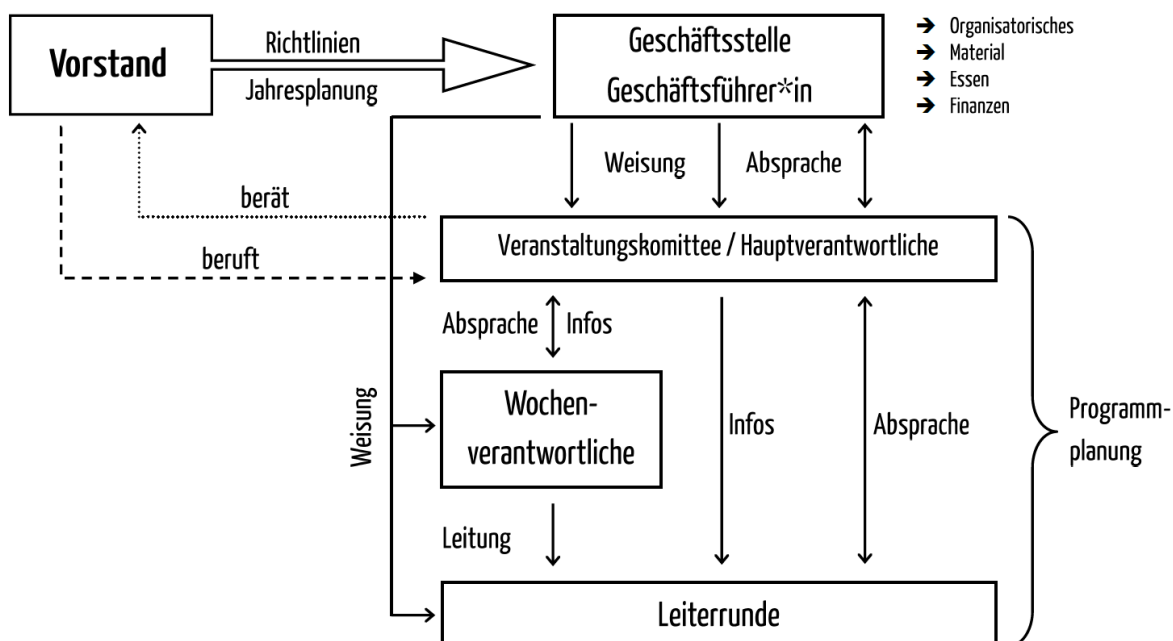 Vorstand
Richtlinien
Jahresplanung
Geschäftsstelle
Geschäftsführer*in
➔ Organisatorisches
➔ Material
➔ Essen
➔ Finanzen
Weisung
Absprache
berät
beruft
Veranstaltungskomittee / Hauptverantwortliche
Absprache
Infos
Weisung
Wochen-
verantwortliche
Infos
Absprache
Programm-
planung
Leitung
Leiterrunde